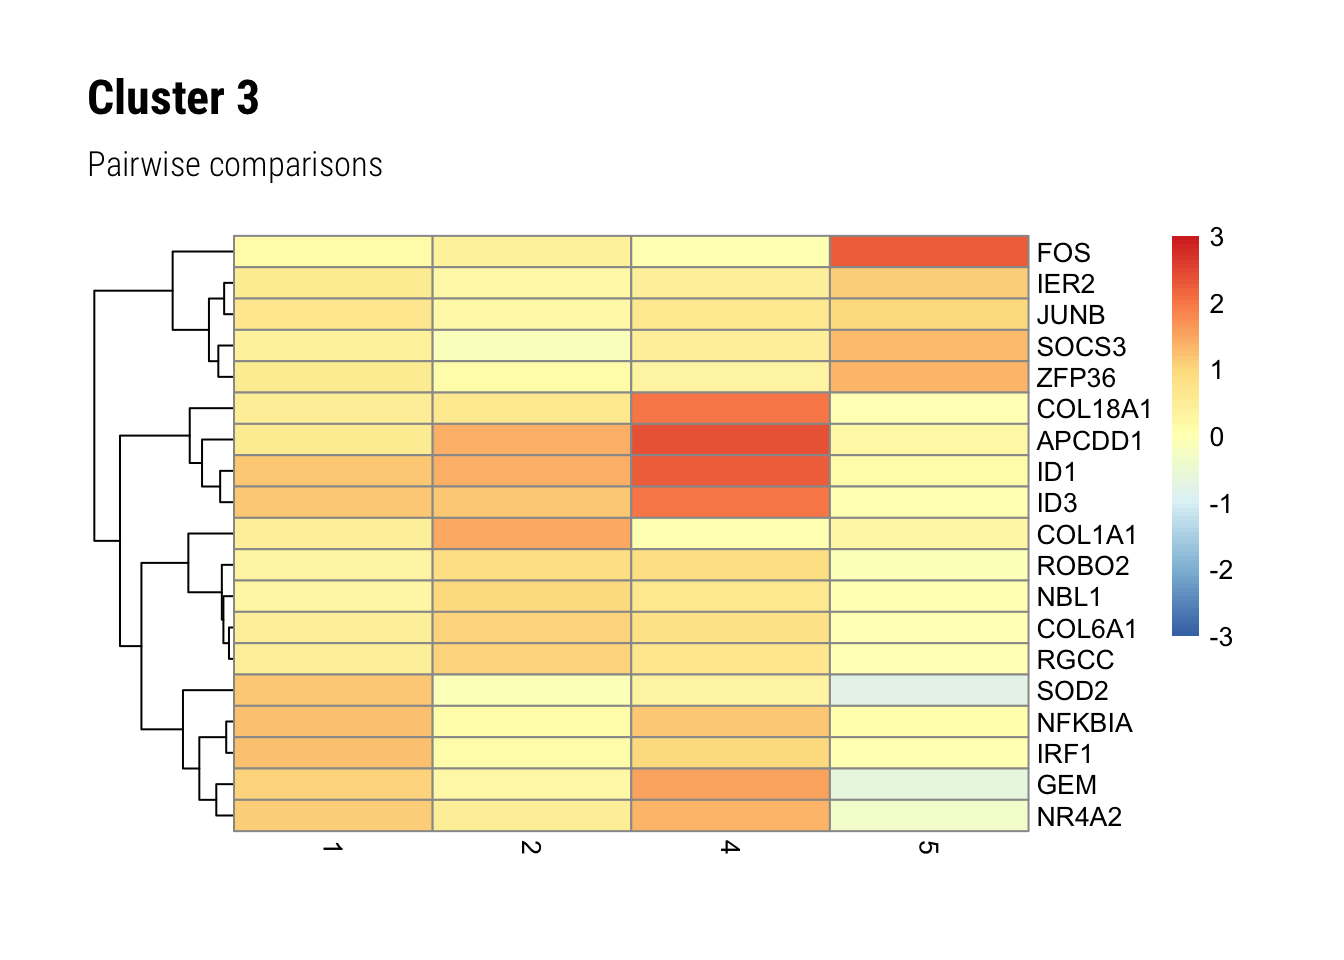 Cluster 3
Pairwise comparisons
FOS
IER2
JUNB
SOCS3
ZFP36
COL18A1
APCDD1
ID1
ID3
COL1A1
ROBO2
NBL1
COL6A1
RGCC
SOD2
NFKBIA
IRF1
GEM
NR4A2
1 2 4 5
3
2
1
0
-1
-2
-3